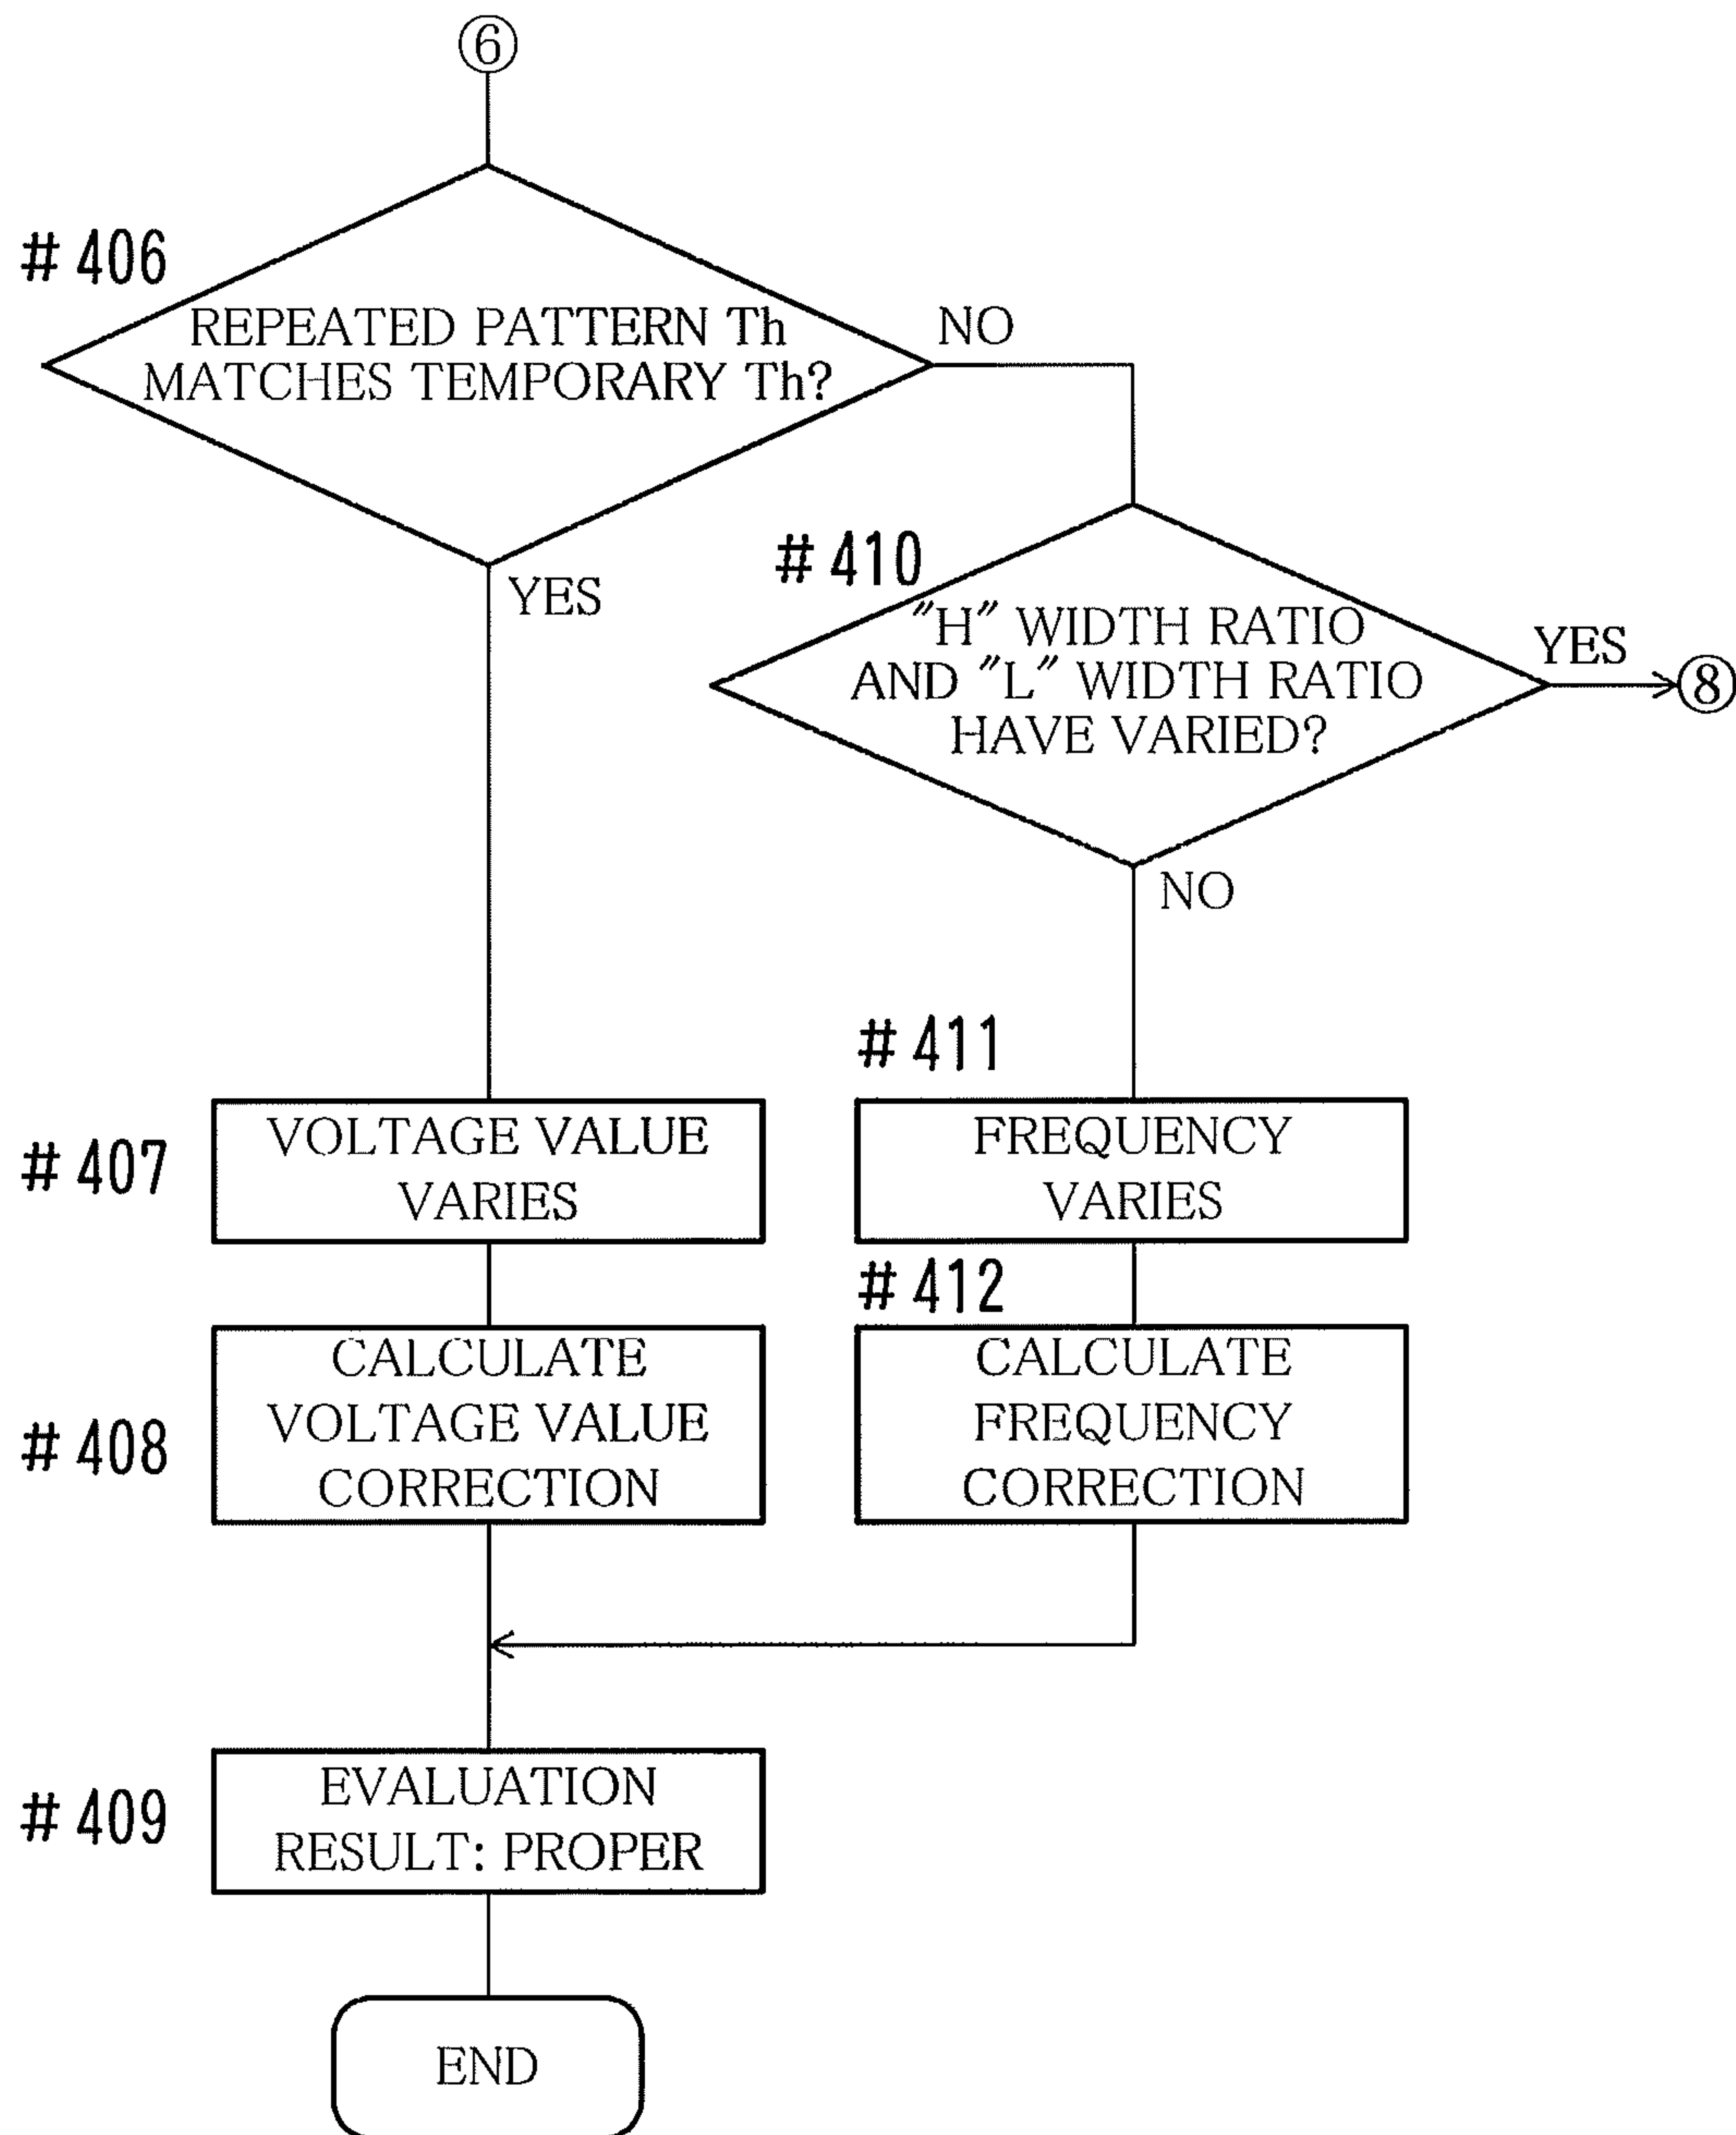 ⑥
# 406
REPEATED PATTERN Th
MATCHES TEMPORARY Th?
NO
YES
# 410
"H" WIDTH RATIO
AND "L" WIDTH RATIO
HAVE VARIED?
YES
⑧
NO
# 407
VOLTAGE VALUE
VARIES
# 411
FREQUENCY
VARIES
# 408
CALCULATE
VOLTAGE VALUE
CORRECTION
# 412
CALCULATE
FREQUENCY
CORRECTION
# 409
EVALUATION
RESULT: PROPER
END